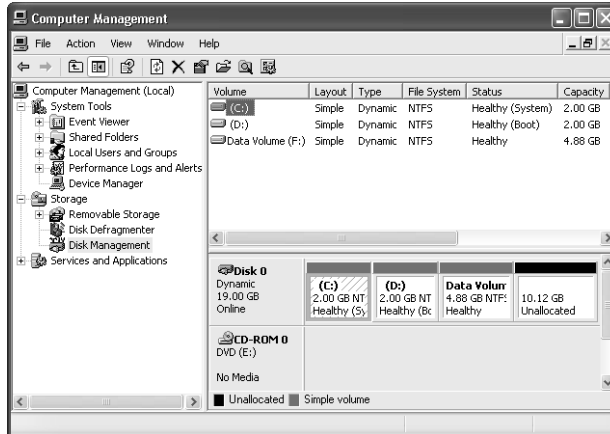 Computer Management
File Action View Window Help
Computer Management (Local)
System Tools
Event Viewer
Shared Folders
Local Users and Groups
Performance Logs and Alerts
Device Manager
Storage
Removable Storage
Disk Defragmenter
Disk Management
Services and Applications
Volume Layout Type File System Status Capacity
(C:) Simple Dynamic NTFS Healthy (System) 2.00 GB
(D:) Simple Dynamic NTFS Healthy (Boot) 2.00 GB
Data Volume (F:) Simple Dynamic NTFS Healthy 4.88 GB
Disk 0
Dynamic
19.00 GB
Online
(C:)
2.00 GB NT
Healthy (Sy
(D:)
2.00 GB NT
Healthy (Bo
Data Volum
4.88 GB NTFS
Healthy
10.12 GB
Unallocated
CD-ROM 0
DVD (E:)
No Media
Unallocated Simple volume